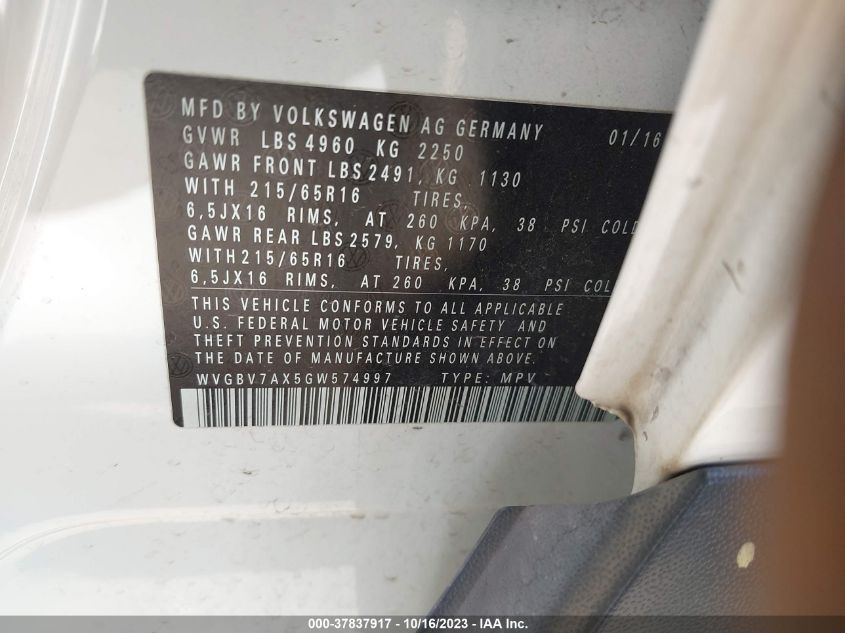 MFD BY VOLKSWAGEN AG GERMANY 01/16
GVWR LBS 4960 KG 2250
GAWR FRONT LBS 2491, KG 1130
WITH 215/65R16 TIRES,
6,5JX16 RIMS, AT 260 KPA, 38 PSI COLD
GAWR REAR LBS 2579, KG 1170
WITH 215/65R16 TIRES,
6,5JX16 RIMS, AT 260 KPA, 38 PSI COL
THIS VEHICLE CONFORMS TO ALL APPLICABLE
U.S. FEDERAL MOTOR VEHICLE SAFETY AND
THEFT PREVENTION STANDARDS IN EFFECT ON
THE DATE OF MANUFACTURE SHOWN ABOVE.
WVGBV7AX5GW574997 TYPE: MPV
000-37837917 - 10/16/2023 - IAA Inc.